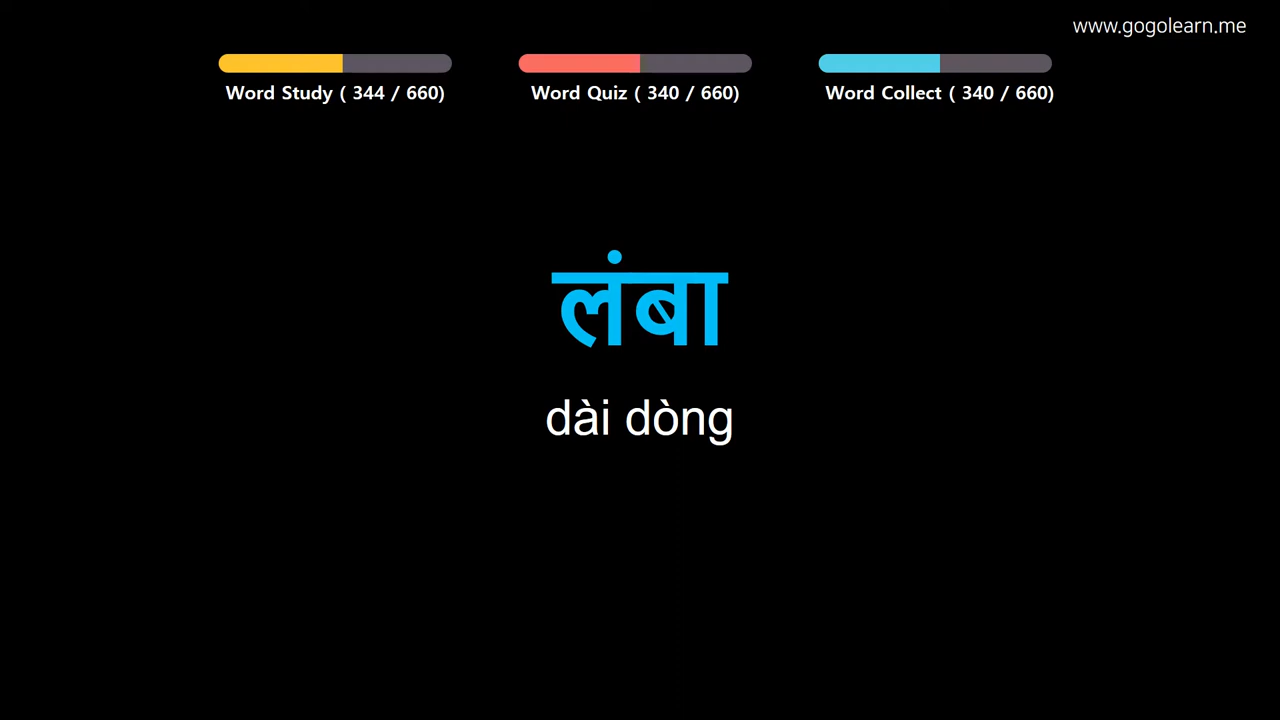 www.gogolearn.me
Word Study ( 344 / 660)
Word Quiz ( 340 / 660)
Word Collect ( 340 / 660)
लंबा
dài dòng